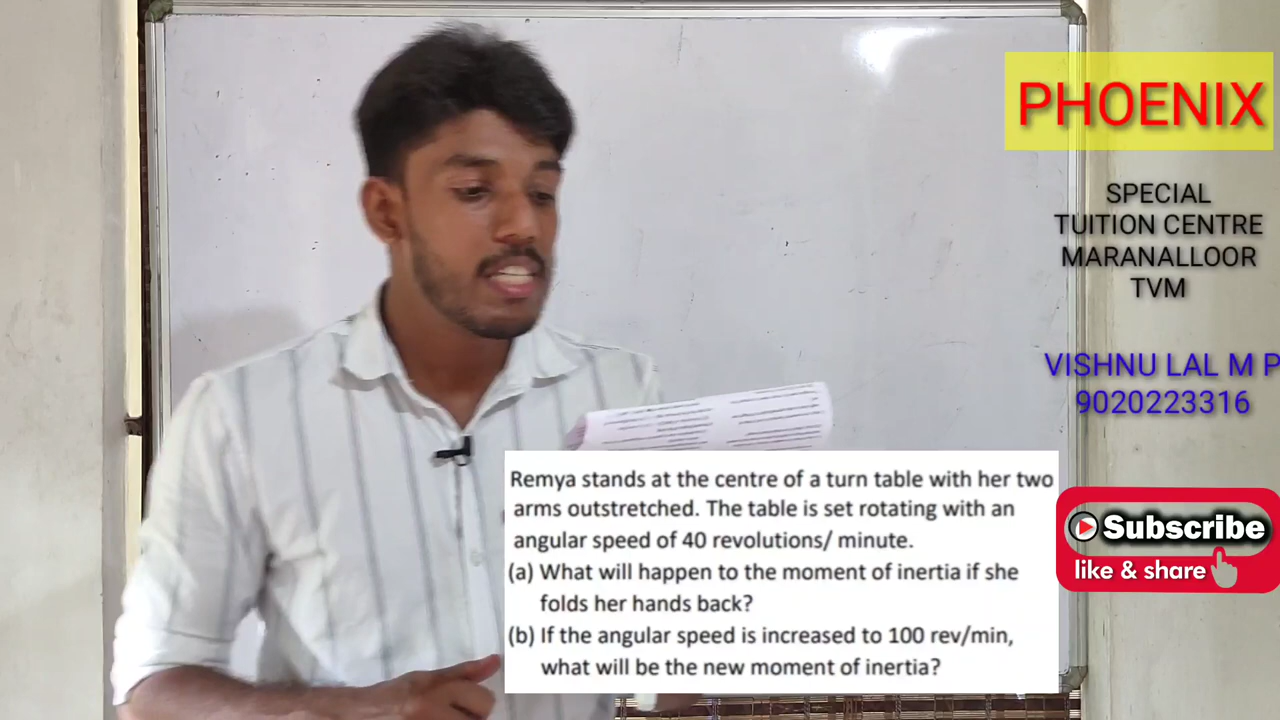 PHOENIX
SPECIAL
TUITION CENTRE
MARANALLOOR
TVM
VISHNU LAL M P
9020223316
Subscribe
like & share
Remya stands at the centre of a turn table with her two
arms outstretched. The table is set rotating with an
angular speed of 40 revolutions/ minute.
(a) What will happen to the moment of inertia if she
folds her hands back?
(b) If the angular speed is increased to 100 rev/min,
what will be the new moment of inertia?